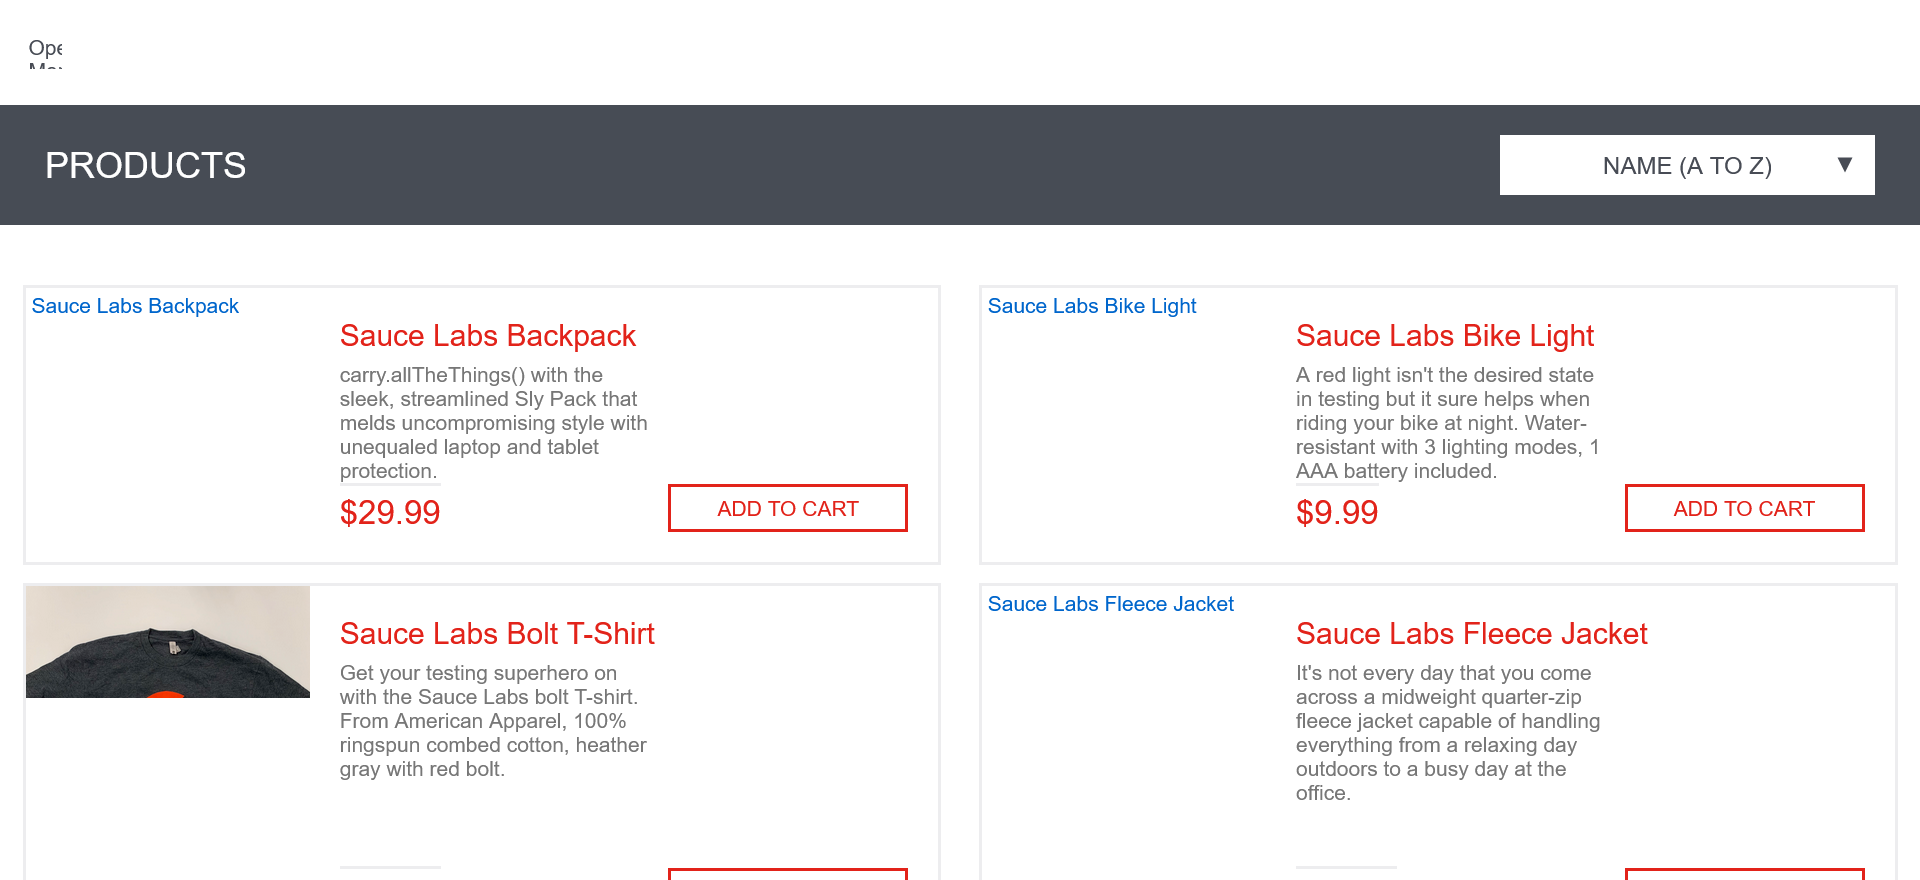 Ope
PRODUCTS
NAME (A TO Z)
Sauce Labs Backpack
Sauce Labs Backpack
carry.allTheThings() with the
sleek, streamlined Sly Pack that
melds uncompromising style with
unequaled laptop and tablet
protection.
$29.99
ADD TO CART
Sauce Labs Bike Light
Sauce Labs Bike Light
A red light isn't the desired state
in testing but it sure helps when
riding your bike at night. Water-
resistant with 3 lighting modes, 1
AAA battery included.
$9.99
ADD TO CART
Sauce Labs Bolt T-Shirt
Get your testing superhero on
with the Sauce Labs bolt T-shirt.
From American Apparel, 100%
ringspun combed cotton, heather
gray with red bolt.
Sauce Labs Fleece Jacket
Sauce Labs Fleece Jacket
It's not every day that you come
across a midweight quarter-zip
fleece jacket capable of handling
everything from a relaxing day
outdoors to a busy day at the
office.